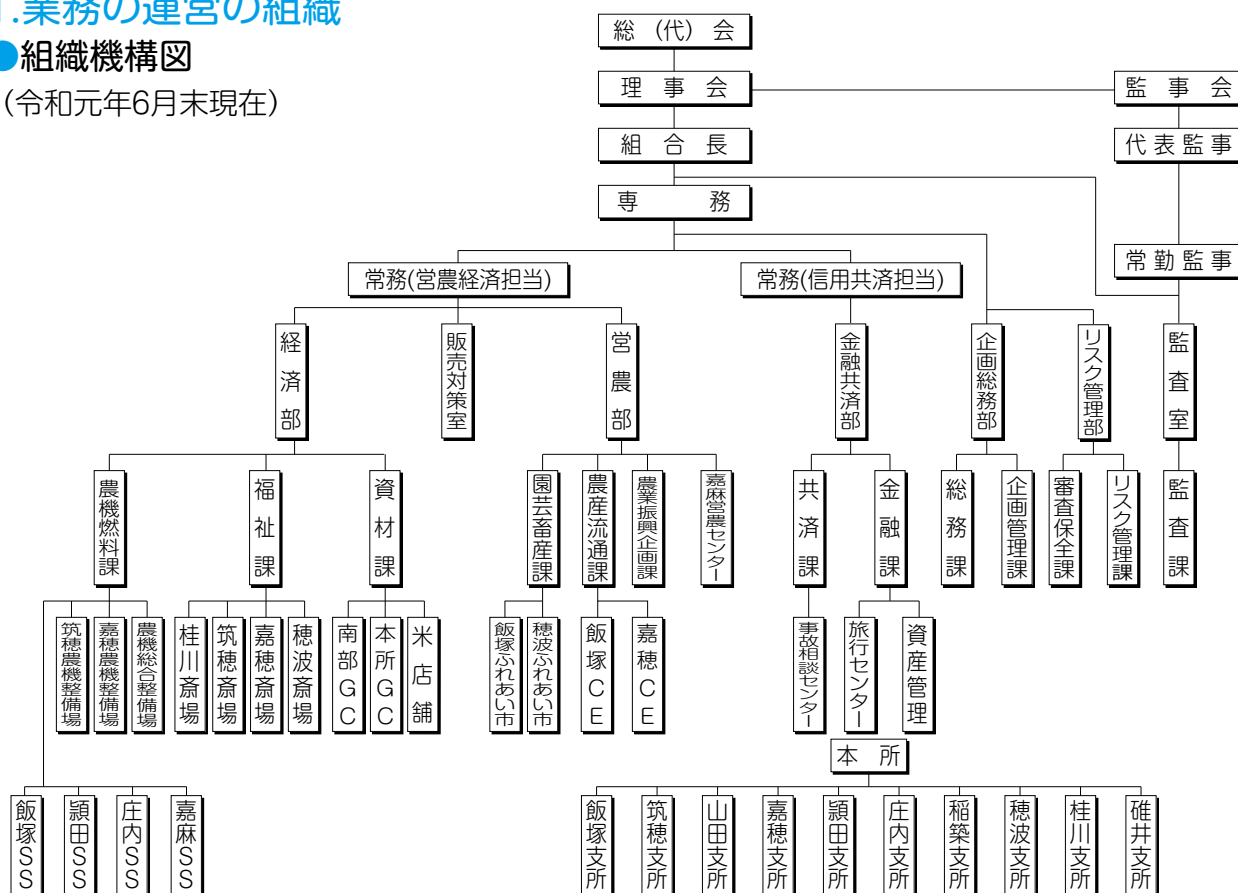 1.業務の運営の組織
●組織機構図
(令和元年6月末現在)
総（代）会
理事会
監事会
組合長
代表監事
専務
常勤監事
常務(営農経済担当)
常務(信用共済担当)
経済部
販売対策室
営農部
金融共済部
企画総務部
リスク管理部
監査室
農機燃料課
福祉課
資材課
園芸畜産課
農産流通課
農業振興企画課
嘉麻営農センター
共済課
金融課
総務課
企画管理課
審査保全課
リスク管理課
監査課
筑穂農機整備場
嘉穂農機整備場
農機総合整備場
桂川斎場
筑穂斎場
嘉穂斎場
穂波斎場
南部GC
本所GC
米店舗
飯塚ふれあい市
穂波ふれあい市
飯塚CE
嘉穂CE
事故相談センター
旅行センター
資産管理
本所
飯塚SS
頴田SS
庄内SS
嘉麻SS
飯塚支所
筑穂支所
山田支所
嘉穂支所
頴田支所
庄内支所
稲築支所
穂波支所
桂川支所
碓井支所